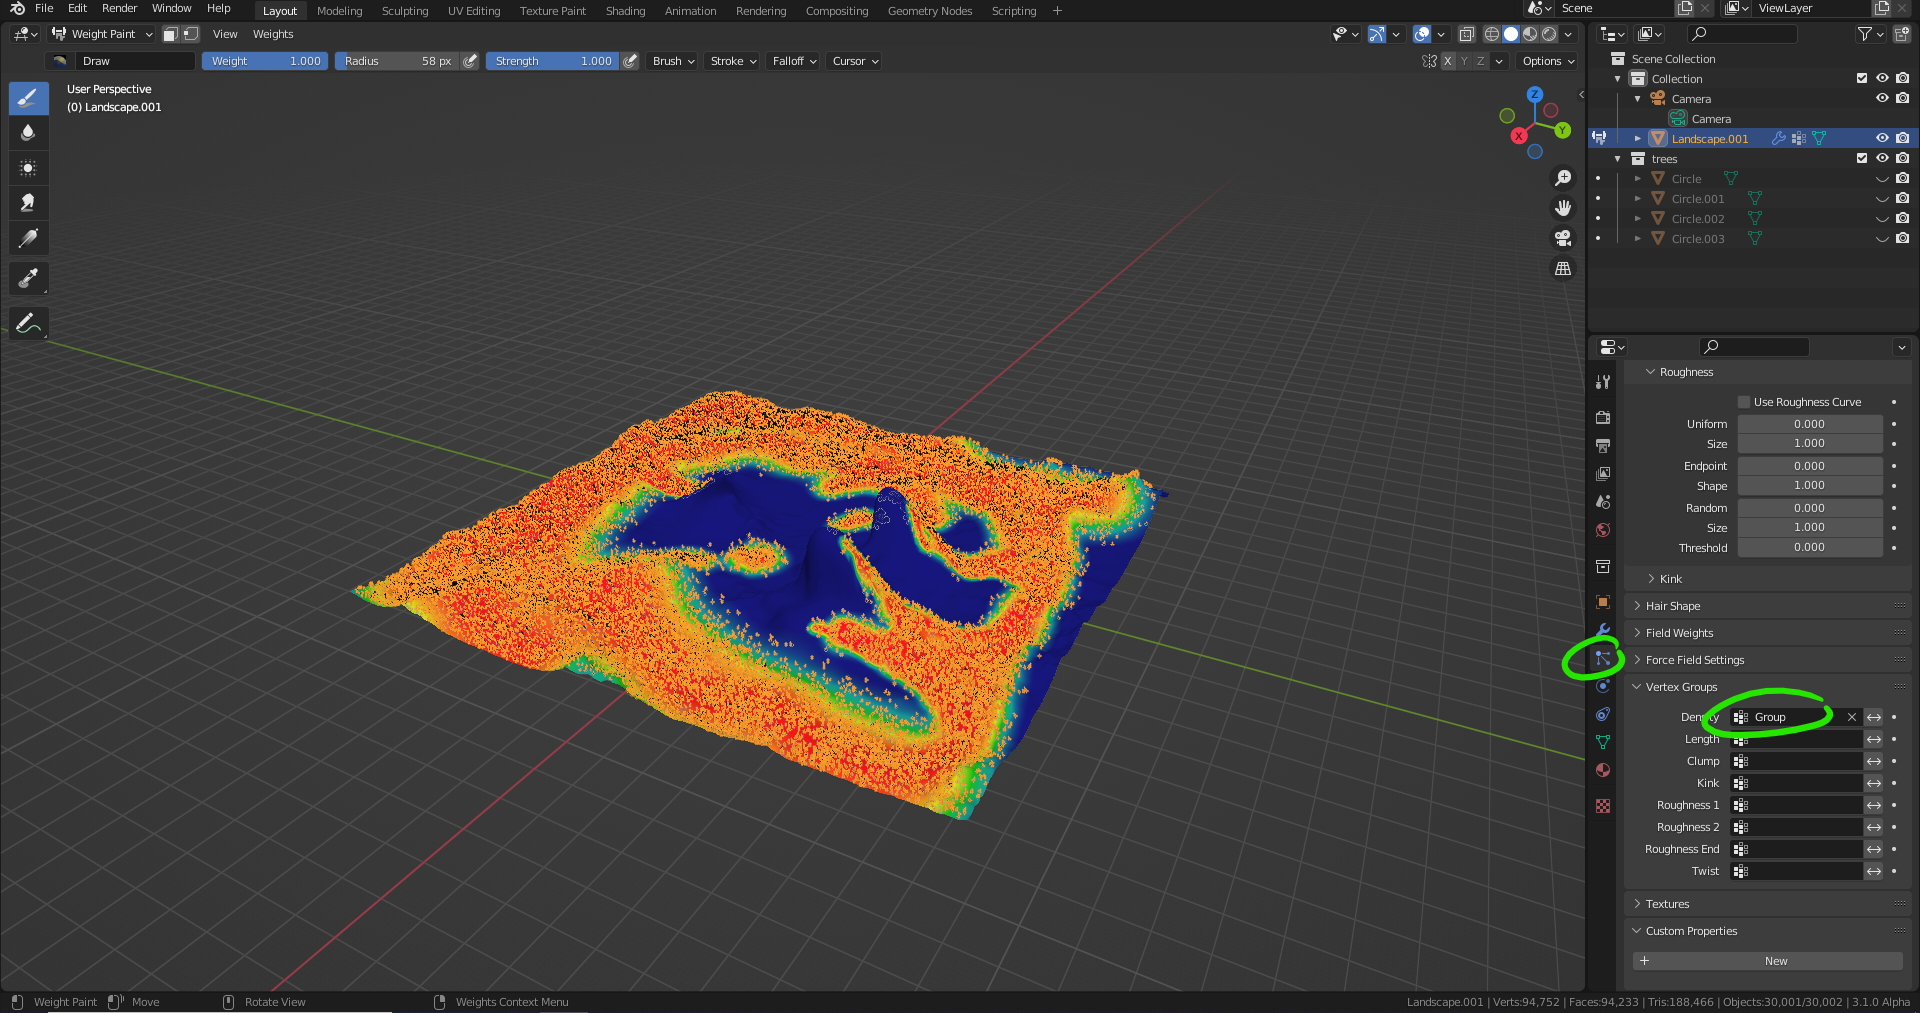 File Edit Render Window Help Layout Modeling Sculpting UV Editing Texture Paint Shading Animation Rendering Compositing Geometry Nodes Scripting + Scene ViewLayer
Weight Paint View Weights
Draw Weight 1.000 Radius 58 px Strength 1.000 Brush Stroke Falloff Cursor X Y Z Options
User Perspective
(0) Landscape.001
Z
X
Y
Scene Collection
Collection
Camera
Camera
Landscape.001
trees
Circle
Circle.001
Circle.002
Circle.003
Roughness
Use Roughness Curve
Uniform 0.000
Size 1.000
Endpoint 0.000
Shape 1.000
Random 0.000
Size 1.000
Threshold 0.000
Kink
Hair Shape
Field Weights
Force Field Settings
Vertex Groups
Density Group
Length
Clump
Kink
Roughness 1
Roughness 2
Roughness End
Twist
Textures
Custom Properties
+ New
Weight Paint Move Rotate View Weights Context Menu Landscape.001 | Verts:94,752 | Faces:94,233 | Tris:188,466 | Objects:30,001/30,002 | 3.1.0 Alpha